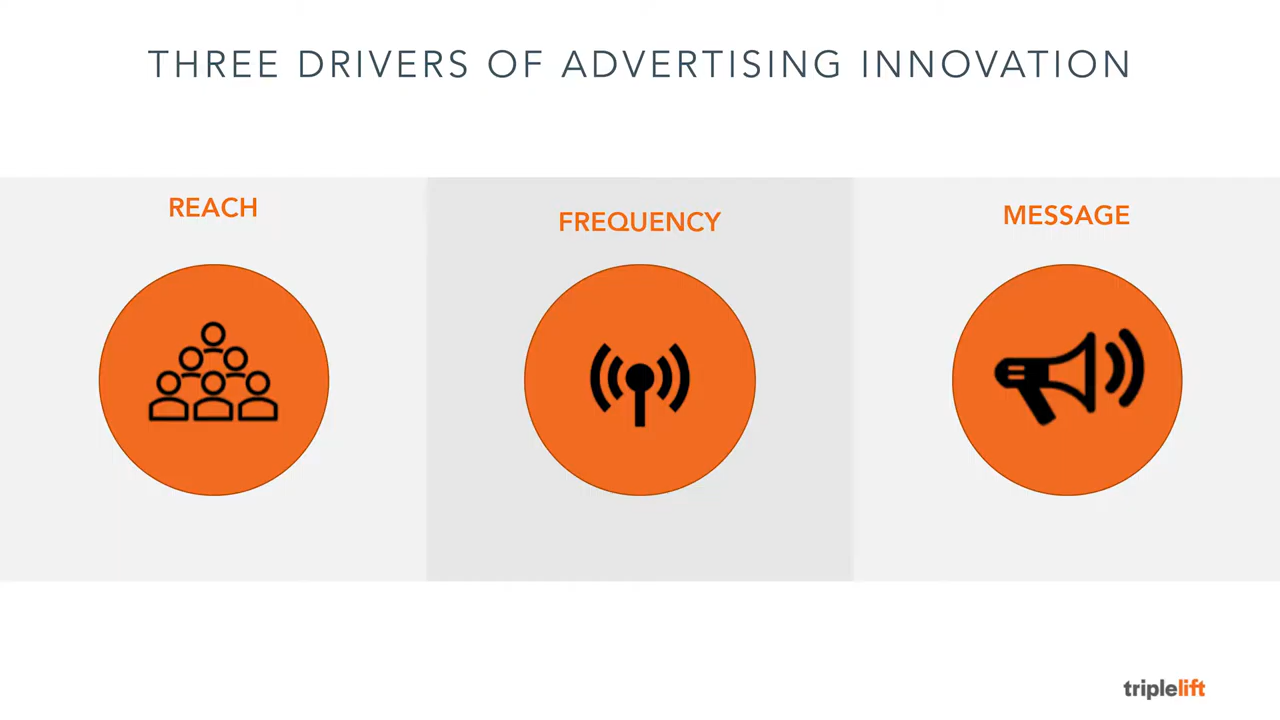 THREE DRIVERS OF ADVERTISING INNOVATION
REACH
FREQUENCY
MESSAGE
triplelift